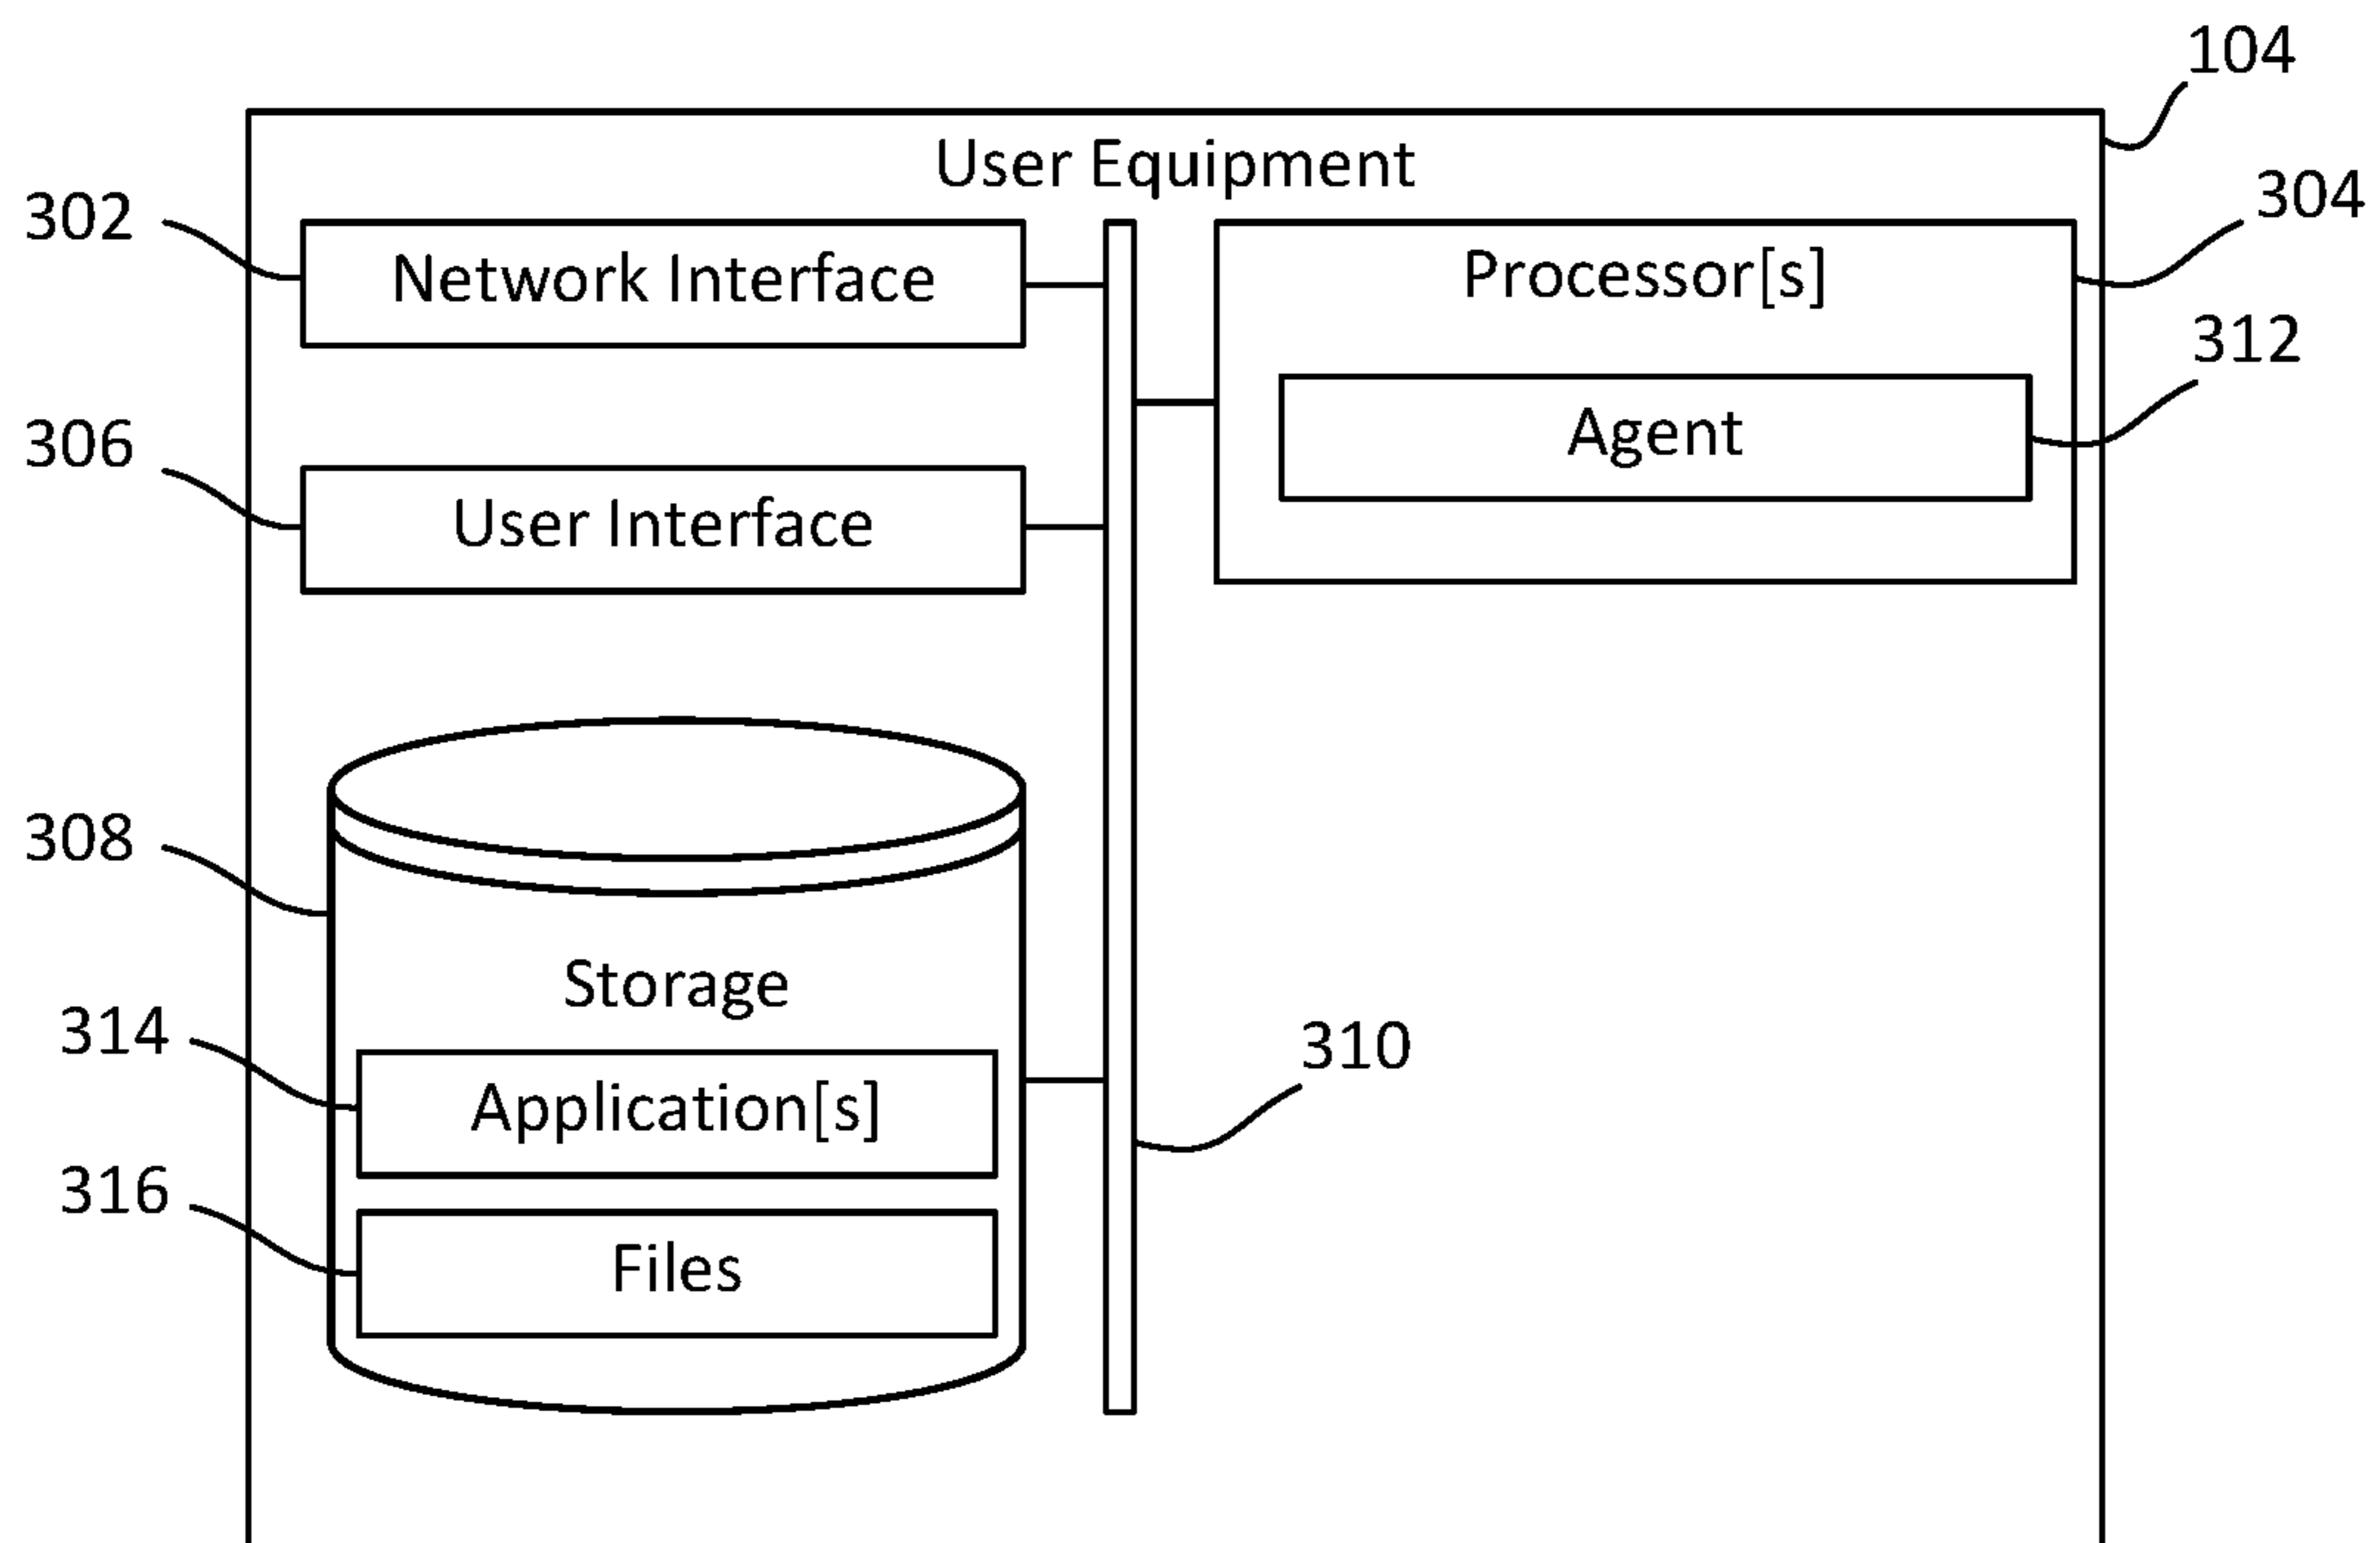 104
User Equipment
302
Network Interface
Processor[s]
304
312
306
User Interface
Agent
308
Storage
314
Application[s]
310
316
Files